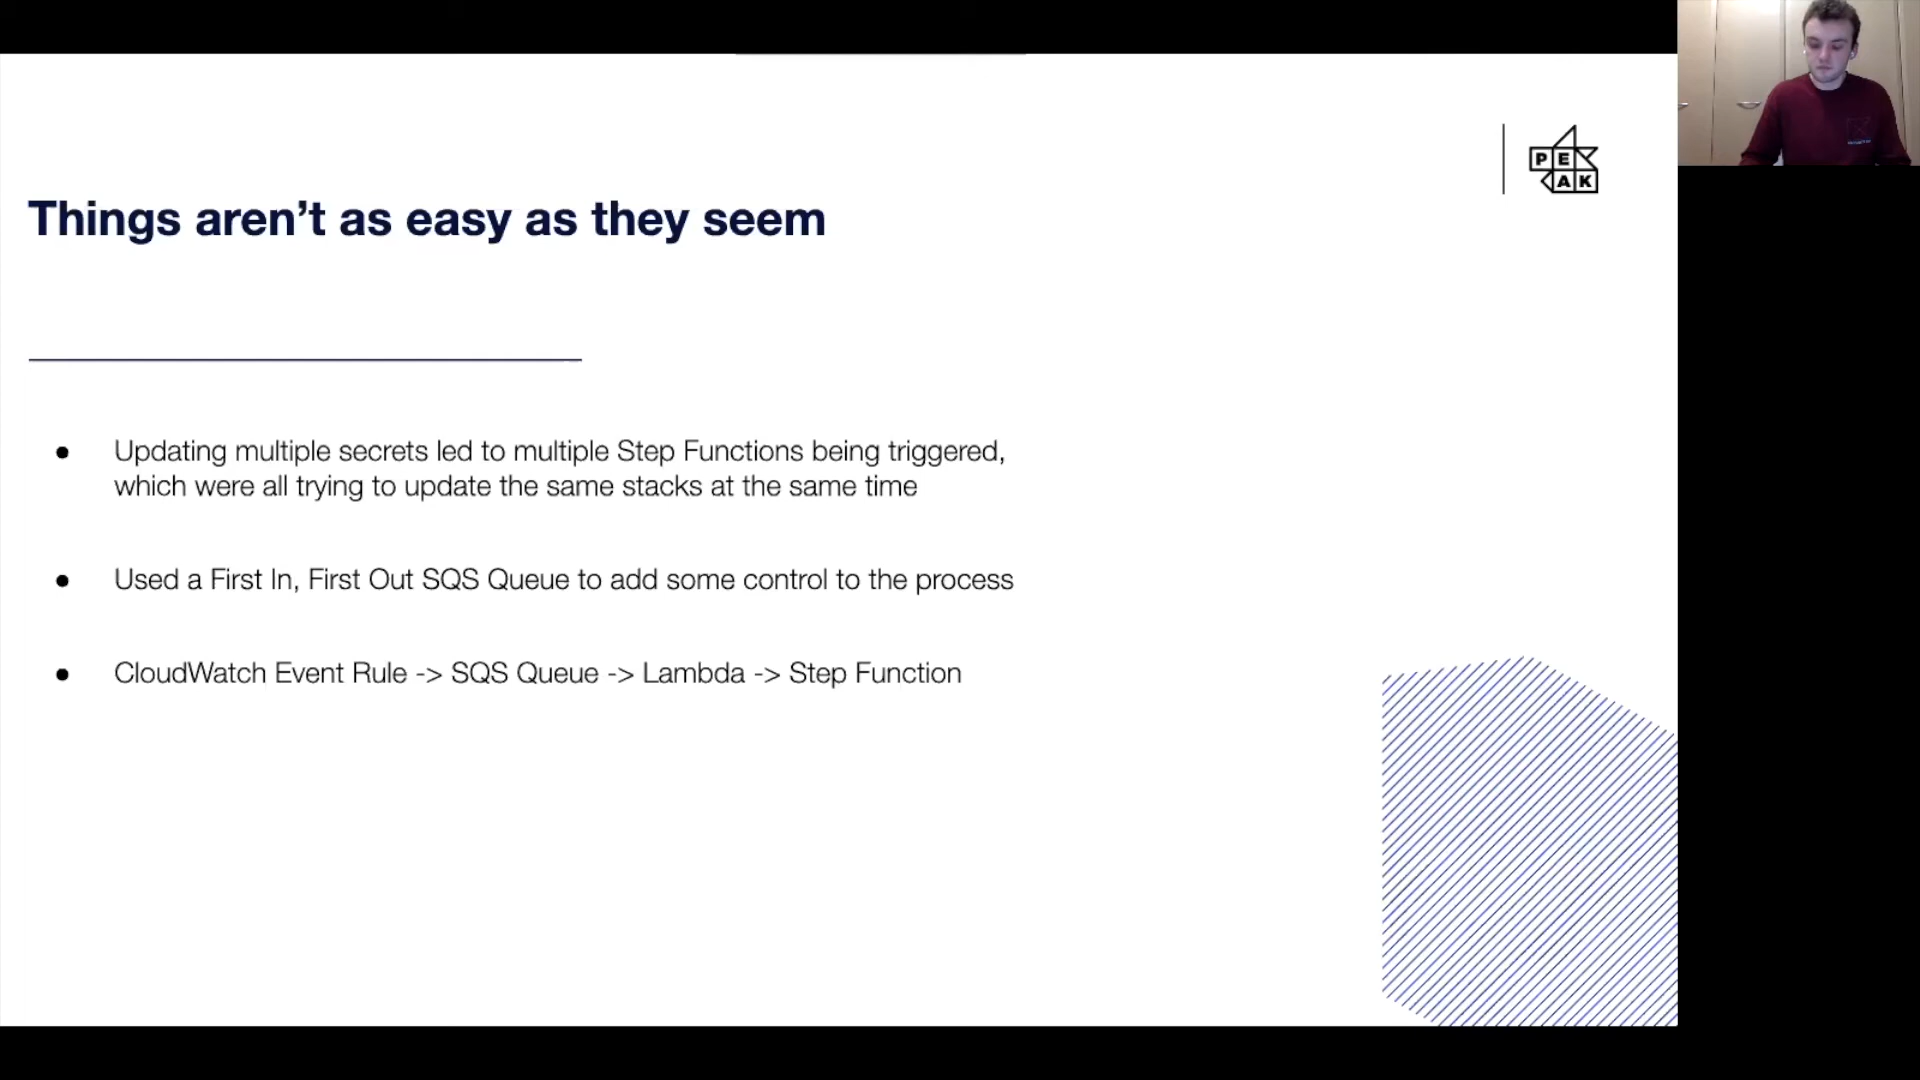 PE
AK
Things aren’t as easy as they seem
● Updating multiple secrets led to multiple Step Functions being triggered,
which were all trying to update the same stacks at the same time
● Used a First In, First Out SQS Queue to add some control to the process
● CloudWatch Event Rule -> SQS Queue -> Lambda -> Step Function